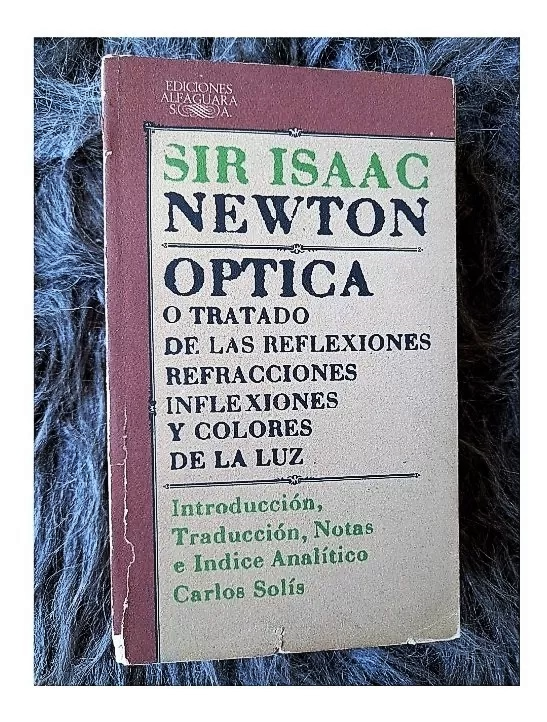 EDICIONES
ALFAGUARA
S. A.
SIR ISAAC
NEWTON
OPTICA
O TRATADO
DE LAS REFLEXIONES
REFRACCIONES
INFLEXIONES
Y COLORES
DE LA LUZ
Introducción,
Traducción, Notas
e Indice Analítico
Carlos Solís